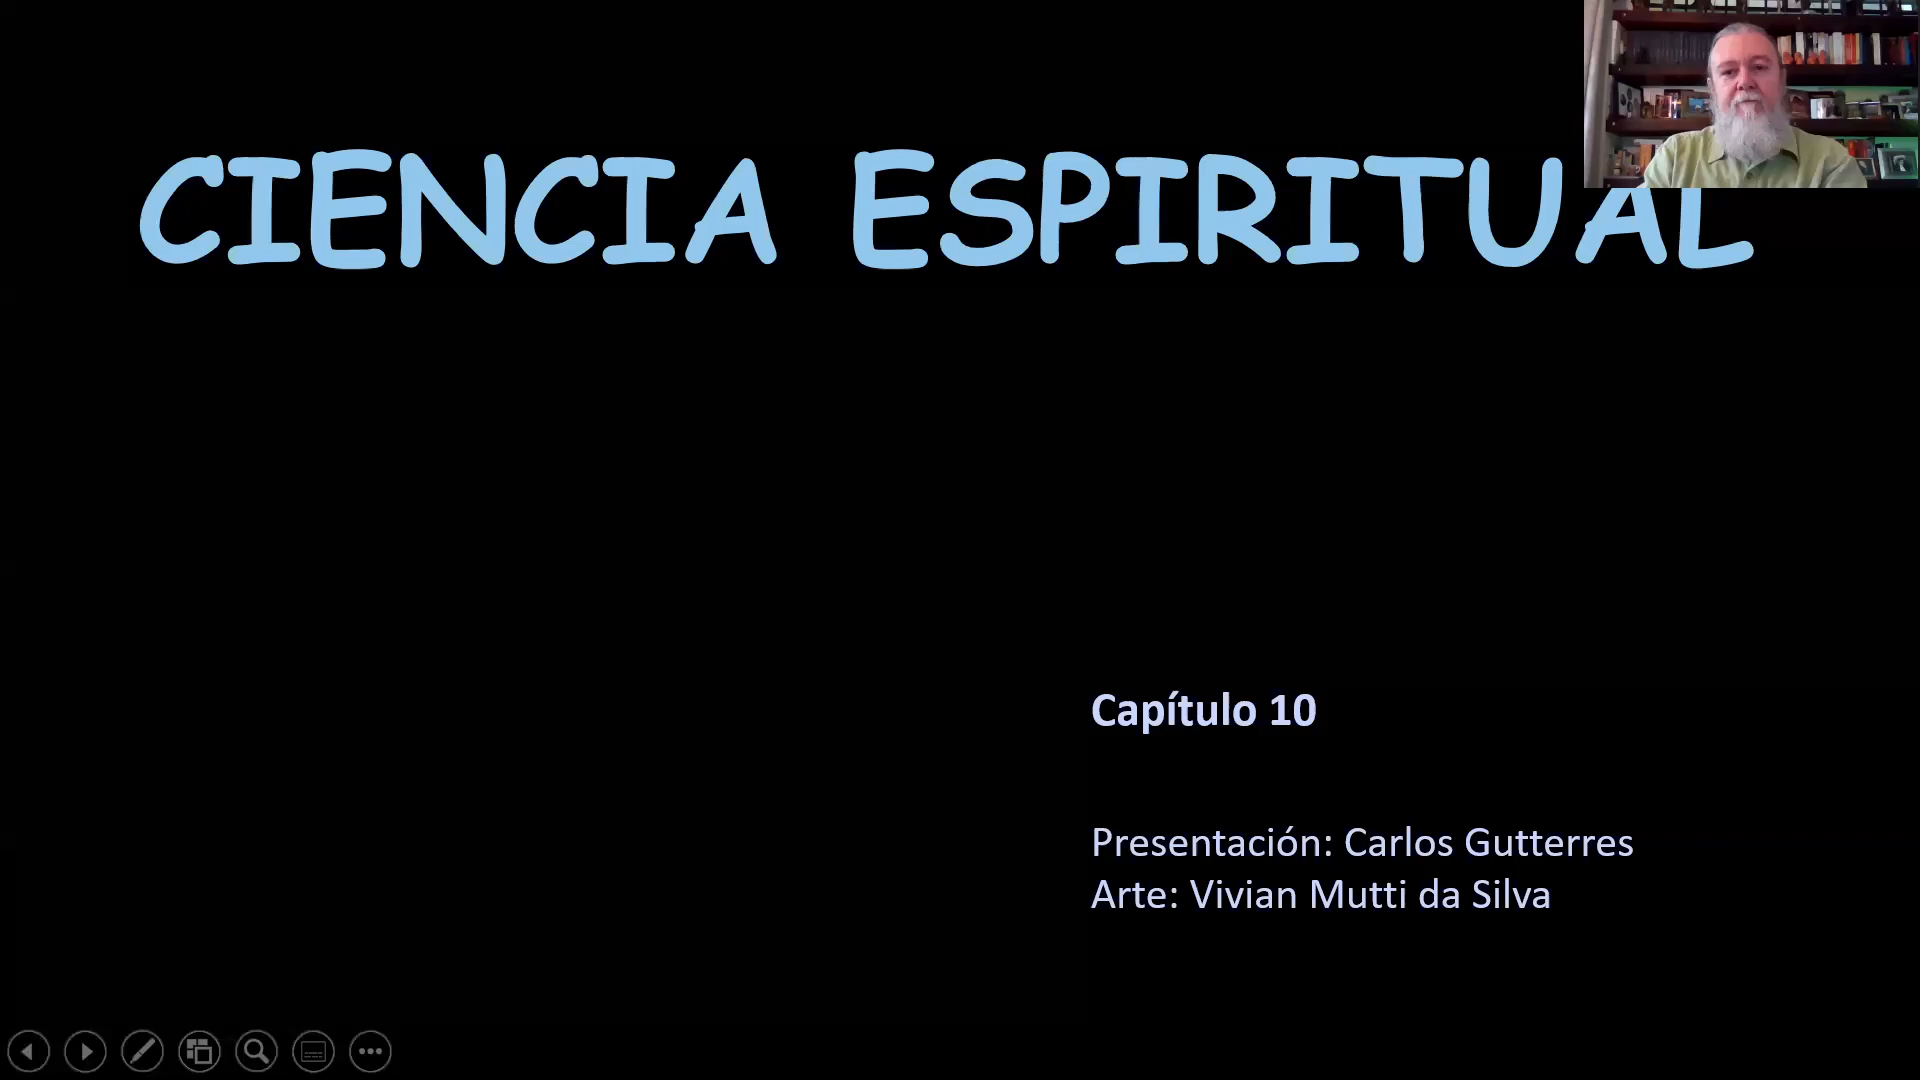 CIENCIA ESPIRITUAL
Capítulo 10
Presentación: Carlos Gutterres
Arte: Vivian Mutti da Silva